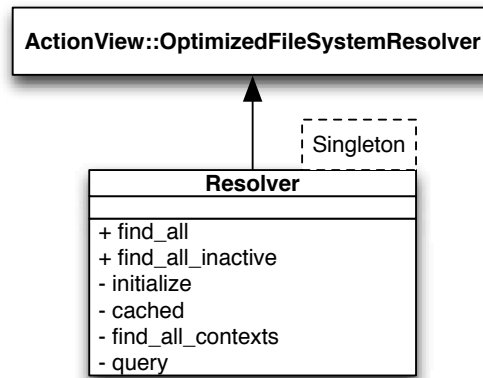 ActionView::OptimizedFileSystemResolver
Singleton
Resolver
+ find_all
+ find_all_inactive
- initialize
- cached
- find_all_contexts
- query